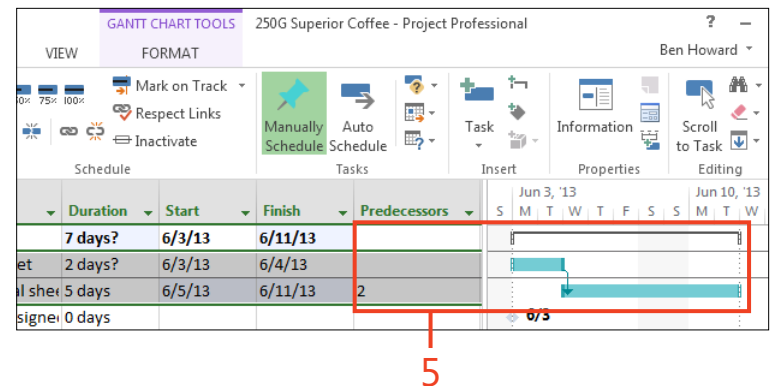 GANTT CHART TOOLS 250G Superior Coffee - Project Professional ? –
VIEW FORMAT Ben Howard
50% 75% 100% Mark on Track
Respect Links
Inactivate
Manually Schedule
Auto Schedule
Task
Information
Scroll to Task
Schedule Tasks Insert Properties Editing
Duration Start Finish Predecessors
Jun 3, '13 Jun 10, '13
S M T W T F S S M T W
7 days? 6/3/13 6/11/13
et 2 days? 6/3/13 6/4/13
al shee 5 days 6/5/13 6/11/13 2
signe 0 days 6/3
5